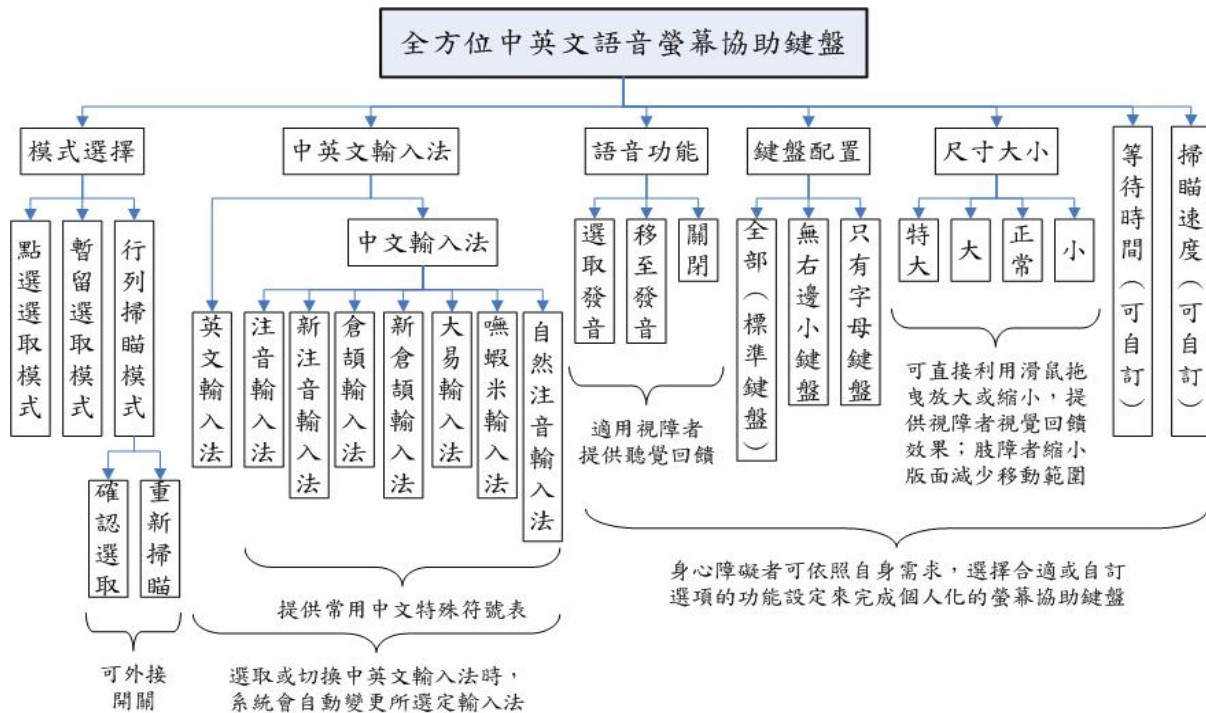 全方位中英文語音螢幕協助鍵盤
模式選擇
中英文輸入法
語音功能
鍵盤配置
尺寸大小
等待時間（可自訂）
掃瞄速度（可自訂）
點選選取模式
暫留選取模式
行列掃瞄模式
中文輸入法
選取發音
移至發音
關閉
全部（標準鍵盤）
無右邊小鍵盤
只有字母鍵盤
特大
大
正常
小
英文輸入法
注音輸入法
新注音輸入法
倉頡輸入法
新倉頡輸入法
大易輸入法
嘸蝦米輸入法
自然注音輸入法
適用視障者
提供聽覺回饋
可直接利用滑鼠拖
曳放大或縮小，提
供視障者視覺回饋
效果；肢障者縮小
版面減少移動範圍
確認選取
重新掃瞄
提供常用中文特殊符號表
身心障礙者可依照自身需求，選擇合適或自訂
選項的功能設定來完成個人化的螢幕協助鍵盤
可外接
開關
選取或切換中英文輸入法時，
系統會自動變更所選定輸入法